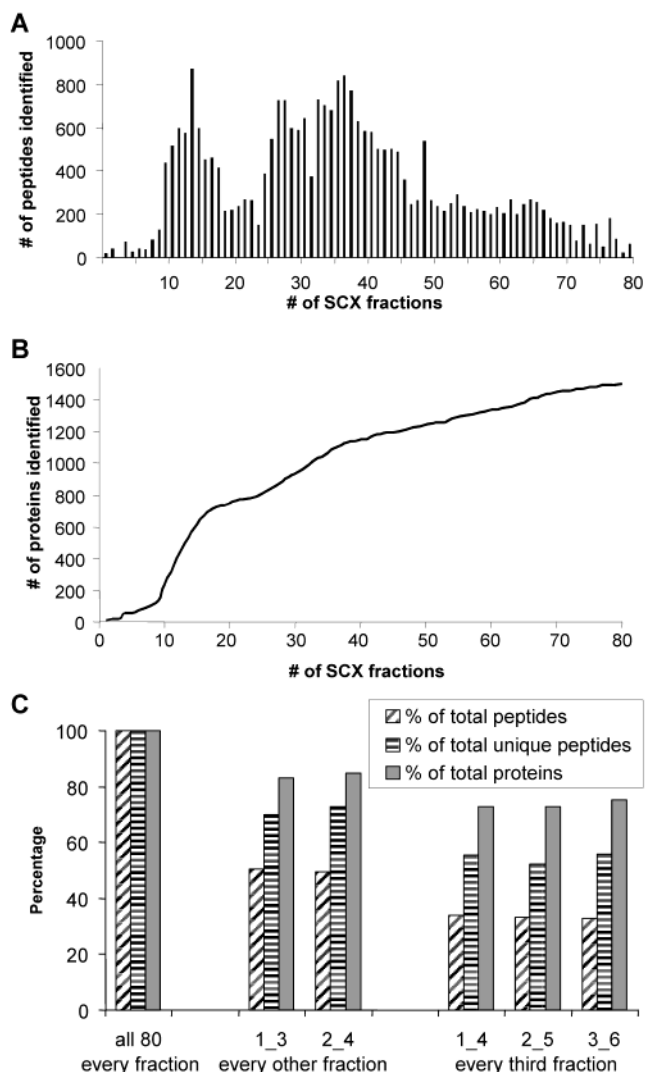 A
# of peptides identified
1000
800
600
400
200
0
10 20 30 40 50 60 70 80
# of SCX fractions
B
# of proteins identified
1600
1400
1200
1000
800
600
400
200
0
0 10 20 30 40 50 60 70 80
# of SCX fractions
C
% of total peptides
% of total unique peptides
% of total proteins
Percentage
100
80
60
40
20
0
all 80 1_3 2_4 1_4 2_5 3_6
every fraction every other fraction every third fraction